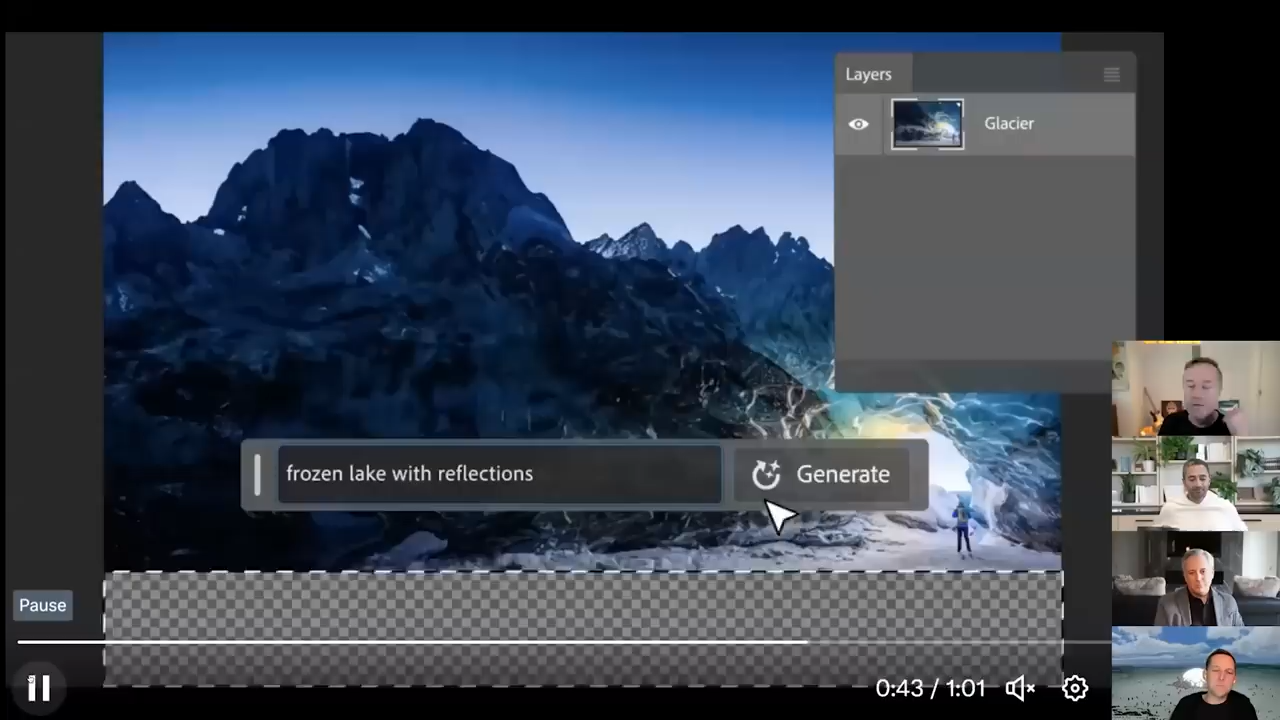 Layers
Glacier
frozen lake with reflections
Generate
Pause
0:43 / 1:01